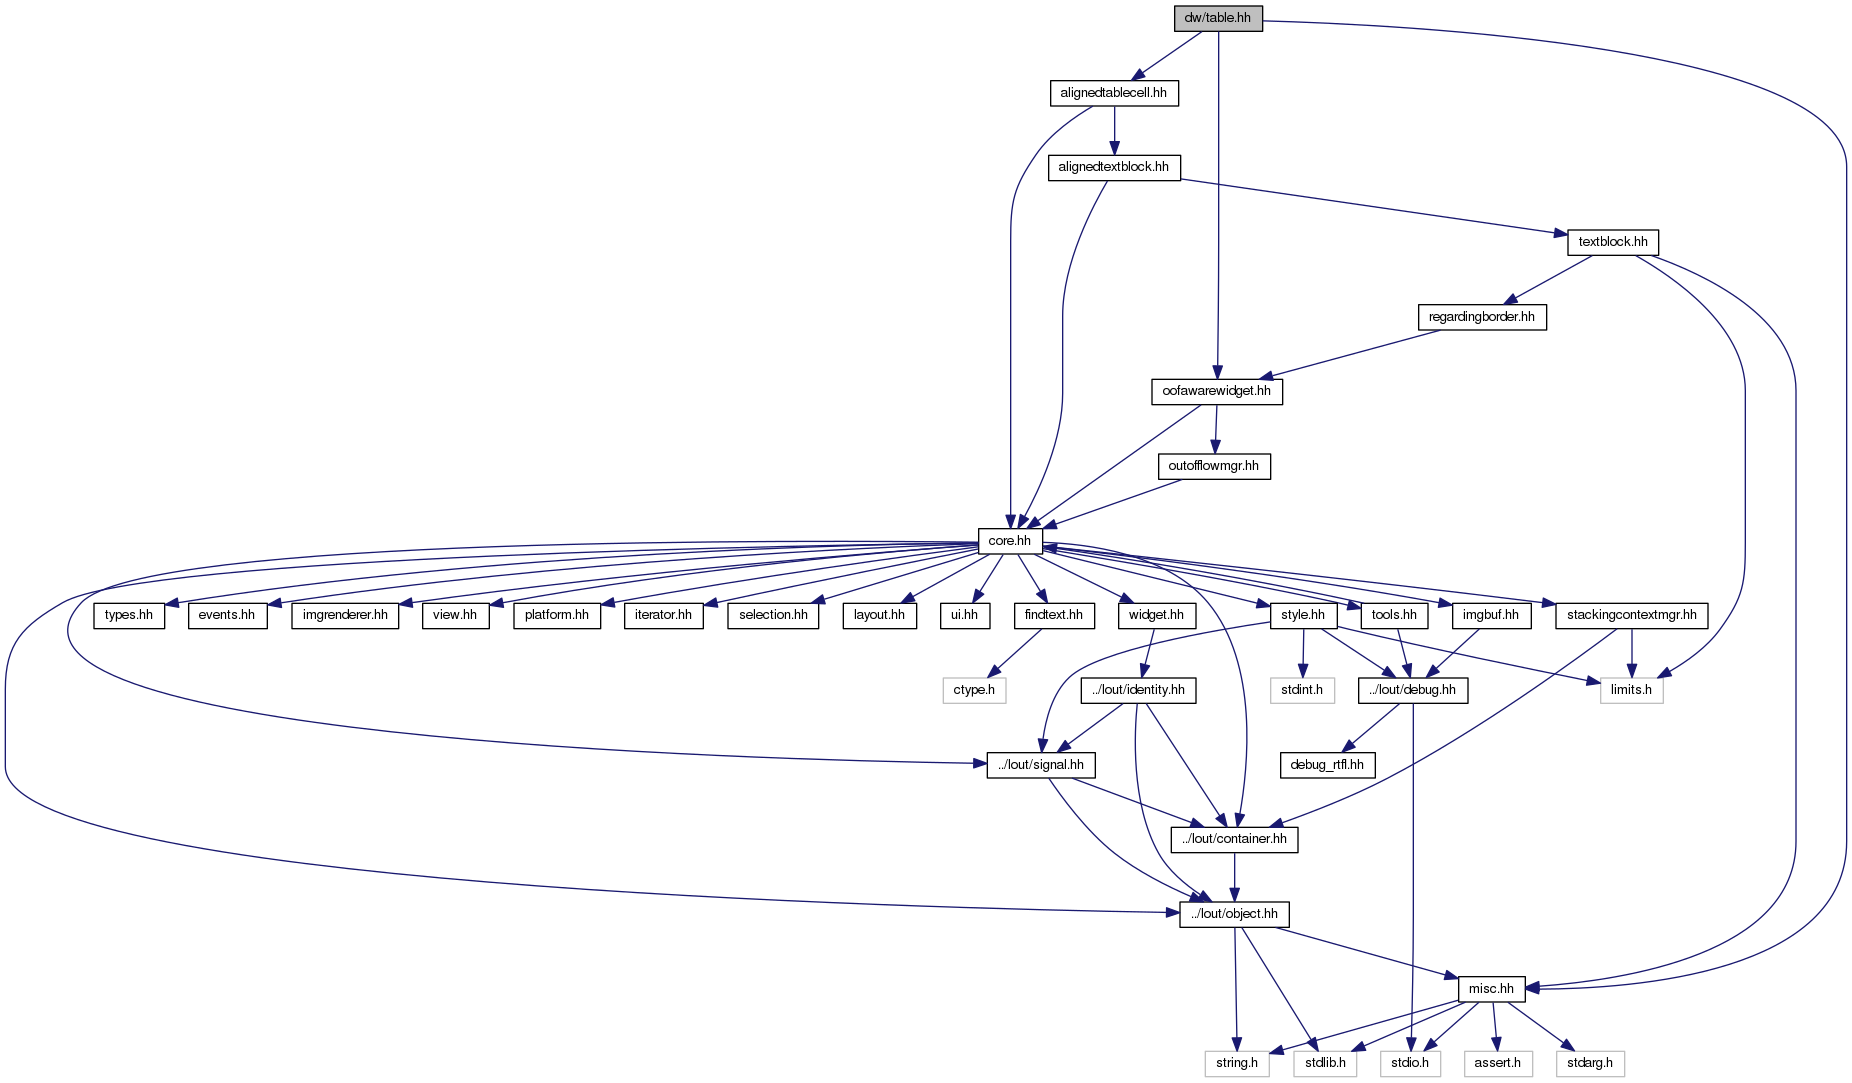 dw/table.hh
alignedtablecell.hh
alignedtextblock.hh
textblock.hh
regardingborder.hh
oofawarewidget.hh
outofflowmgr.hh
core.hh
types.hh
events.hh
imgrenderer.hh
view.hh
platform.hh
iterator.hh
selection.hh
layout.hh
ui.hh
findtext.hh
widget.hh
style.hh
tools.hh
imgbuf.hh
stackingcontextmgr.hh
ctype.h
../lout/identity.hh
stdint.h
../lout/debug.hh
limits.h
../lout/signal.hh
debug_rtfl.hh
../lout/container.hh
../lout/object.hh
misc.hh
string.h
stdlib.h
stdio.h
assert.h
stdarg.h